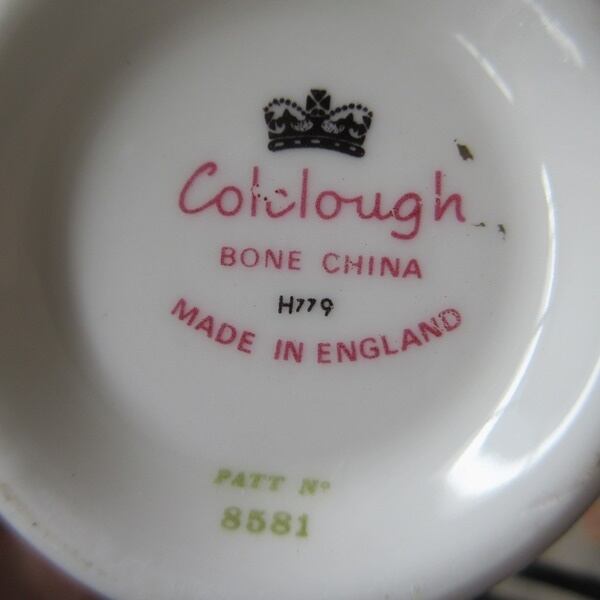 Colclough
BONE CHINA
H779
MADE IN ENGLAND
PATT Nº
8581